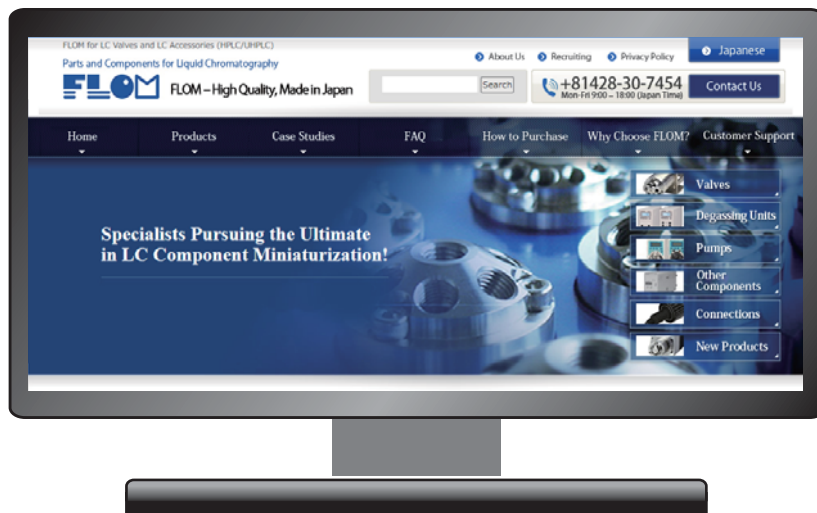 FLOM for LC Valves and LC Accessories (HPLC/UHPLC)
Parts and Components for Liquid Chromatography
FLOM
FLOM – High Quality, Made in Japan
About Us
Recruiting
Privacy Policy
Japanese
Search
+81428-30-7454
Mon-Fri 9:00 – 18:00 (Japan Time)
Contact Us
Home
Products
Case Studies
FAQ
How to Purchase
Why Choose FLOM?
Customer Support
Specialists Pursuing the Ultimate
in LC Component Miniaturization!
Valves
Degassing Units
Pumps
Other
Components
Connections
New Products